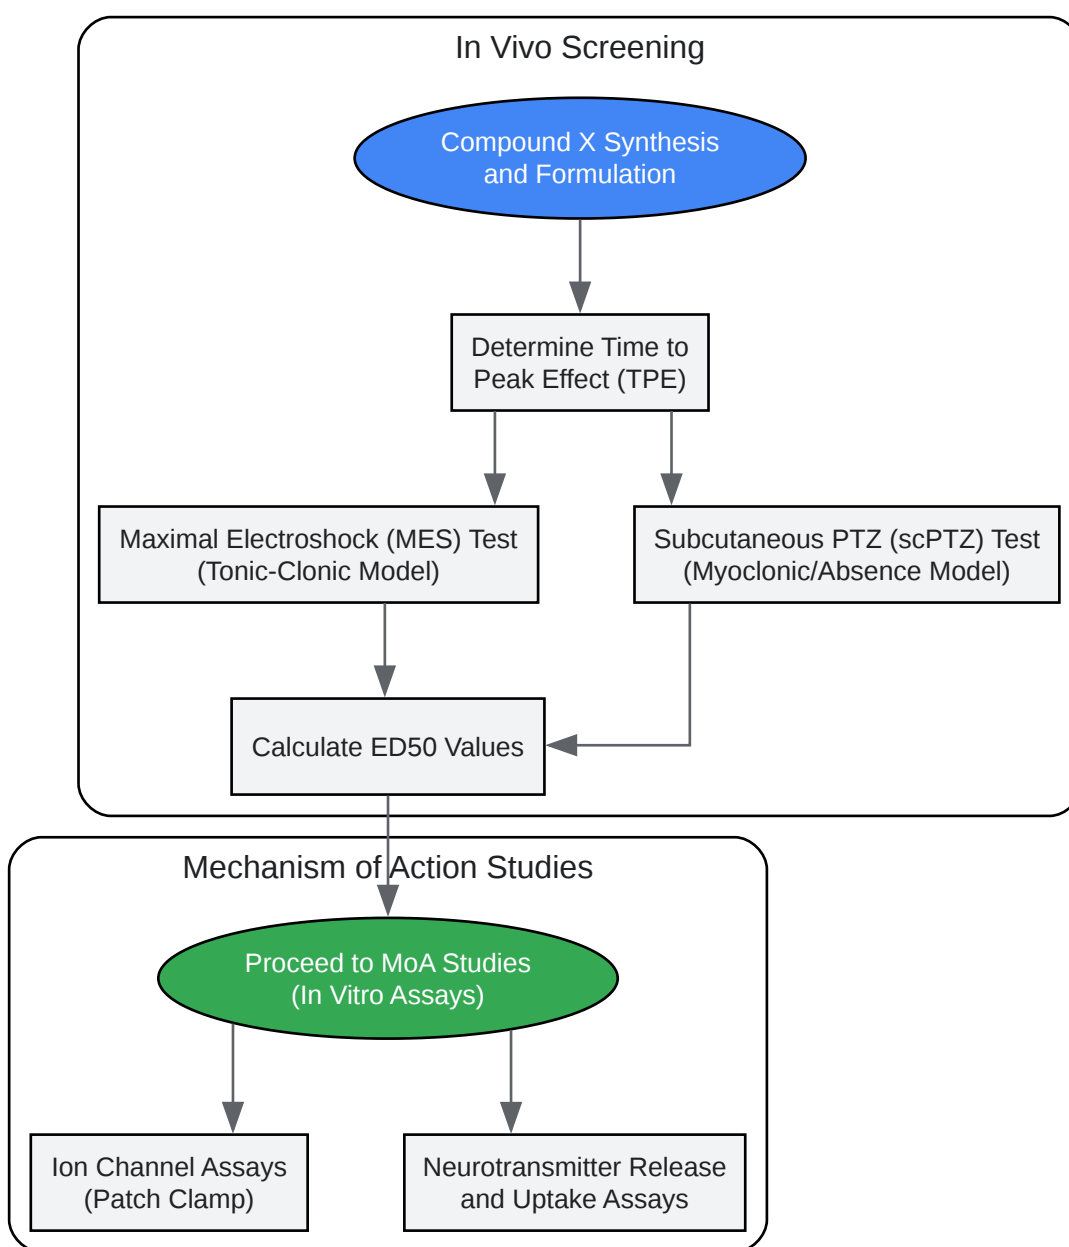 In Vivo Screening
Compound X Synthesis
and Formulation
Determine Time to
Peak Effect (TPE)
Maximal Electroshock (MES) Test
(Tonic-Clonic Model)
Subcutaneous PTZ (scPTZ) Test
(Myoclonic/Absence Model)
Calculate ED50 Values
Mechanism of Action Studies
Proceed to MoA Studies
(In Vitro Assays)
Ion Channel Assays
(Patch Clamp)
Neurotransmitter Release
and Uptake Assays